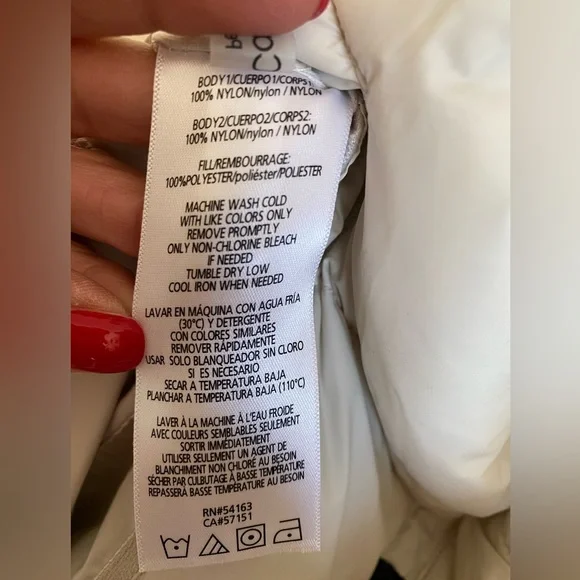 BODY1/CUERPO1/CORPS1:
100% NYLON/nylon / NYLON
BODY2/CUERPO2/CORPS2:
100% NYLON/nylon / NYLON
FILL/REMBOURRAGE:
100%POLYESTER/poliéster/POLIESTER
MACHINE WASH COLD
WITH LIKE COLORS ONLY
REMOVE PROMPTLY
ONLY NON-CHLORINE BLEACH
IF NEEDED
TUMBLE DRY LOW
COOL IRON WHEN NEEDED
LAVAR EN MÁQUINA CON AGUA FRÍA
(30°C) Y DETERGENTE
CON COLORES SIMILARES
REMOVER RÁPIDAMENTE
USAR SOLO BLANQUEADOR SIN CLORO
SI ES NECESARIO
SECAR A TEMPERATURA BAJA
PLANCHAR A TEMPERATURA BAJA (110°C)
LAVER À LA MACHINE À L'EAU FROIDE
AVEC COULEURS SEMBLABLES SEULEMENT
SORTIR IMMÉDIATEMENT
UTILISER SEULEMENT UN AGENT DE
BLANCHIMENT NON CHLORÉ AU BESOIN
SÉCHER PAR CULBUTAGE À BASSE TEMPÉRATURE
REPASSERÀ BASSE TEMPÉRATURE AU BESOIN
RN#54163
CA#57151